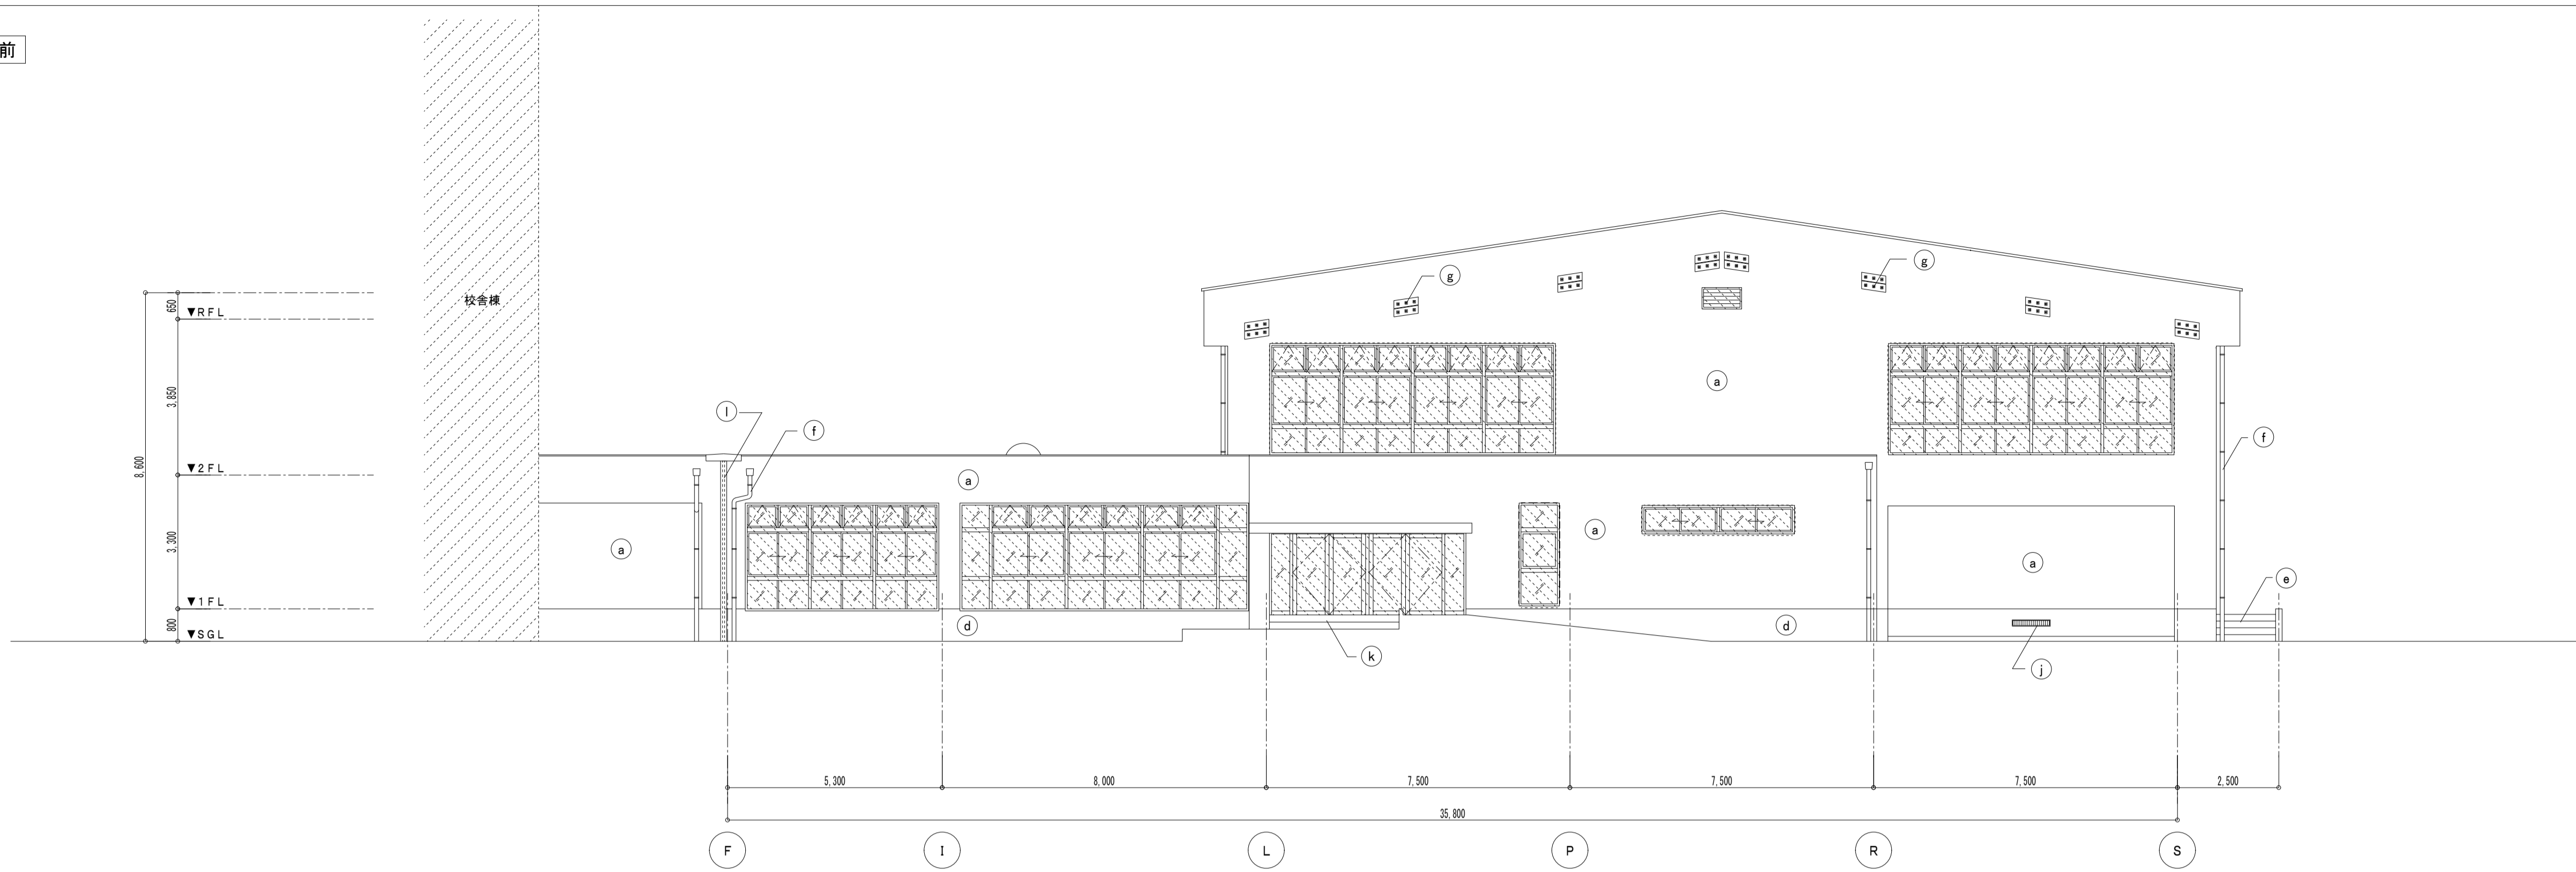 前
校舎棟
650
▼RFL
3,850
8,600
▼2FL
3,300
▼1FL
800
▼SGL
g
g
a
l
f
f
a
a
a
a
e
d
d
k
j
5,300
8,000
7,500
7,500
7,500
2,500
35,800
F
I
L
P
R
S